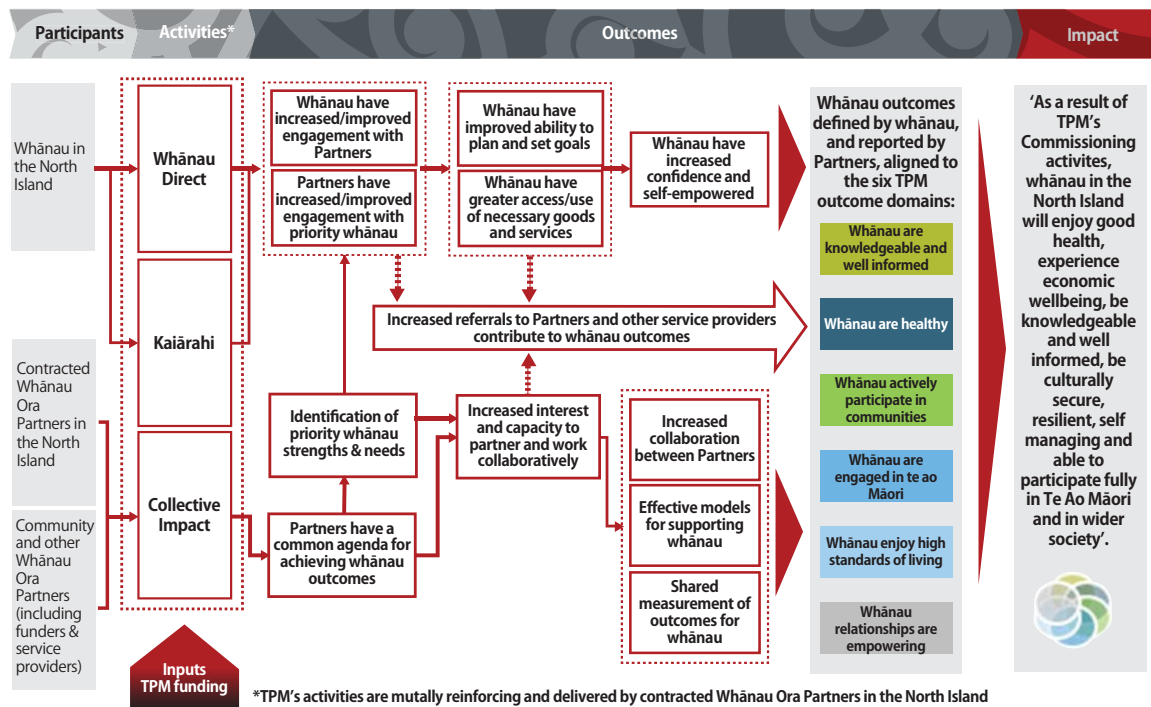 Participants
Activities*
Outcomes
Impact
Whānau in
the North
Island
Contracted
Whānau
Ora
Partners in
the North
Island
Community
and other
Whānau
Ora
Partners
(including
funders &
service
providers)
Whānau
Direct
Kaiārahi
Collective
Impact
Inputs
TPM funding
Whānau have
increased/improved
engagement with
Partners
Partners have
increased/improved
engagement with
priority whānau
Whānau have
improved ability to
plan and set goals
Whānau have
greater access/use
of necessary goods
and services
Whānau have
increased
confidence and
self-empowered
Increased referrals to Partners and other service providers
contribute to whānau outcomes
Identification of
priority whānau
strengths & needs
Increased interest
and capacity to
partner and work
collaboratively
Partners have a
common agenda for
achieving whānau
outcomes
Increased
collaboration
between Partners
Effective models
for supporting
whānau
Shared
measurement of
outcomes for
whānau
Whānau outcomes
defined by whānau,
and reported by
Partners, aligned to
the six TPM
outcome domains:
Whānau are
knowledgeable and
well informed
Whānau are healthy
Whānau actively
participate in
communities
Whānau are
engaged in te ao
Māori
Whānau enjoy high
standards of living
Whānau
relationships are
empowering
‘As a result of
TPM’s
Commissioning
activites,
whānau in the
North Island
will enjoy good
health,
experience
economic
wellbeing, be
knowledgeable
and well
informed, be
culturally
secure,
resilient, self
managing and
able to
participate fully
in Te Ao Māori
and in wider
society’.
*TPM’s activities are mutally reinforcing and delivered by contracted Whānau Ora Partners in the North Island